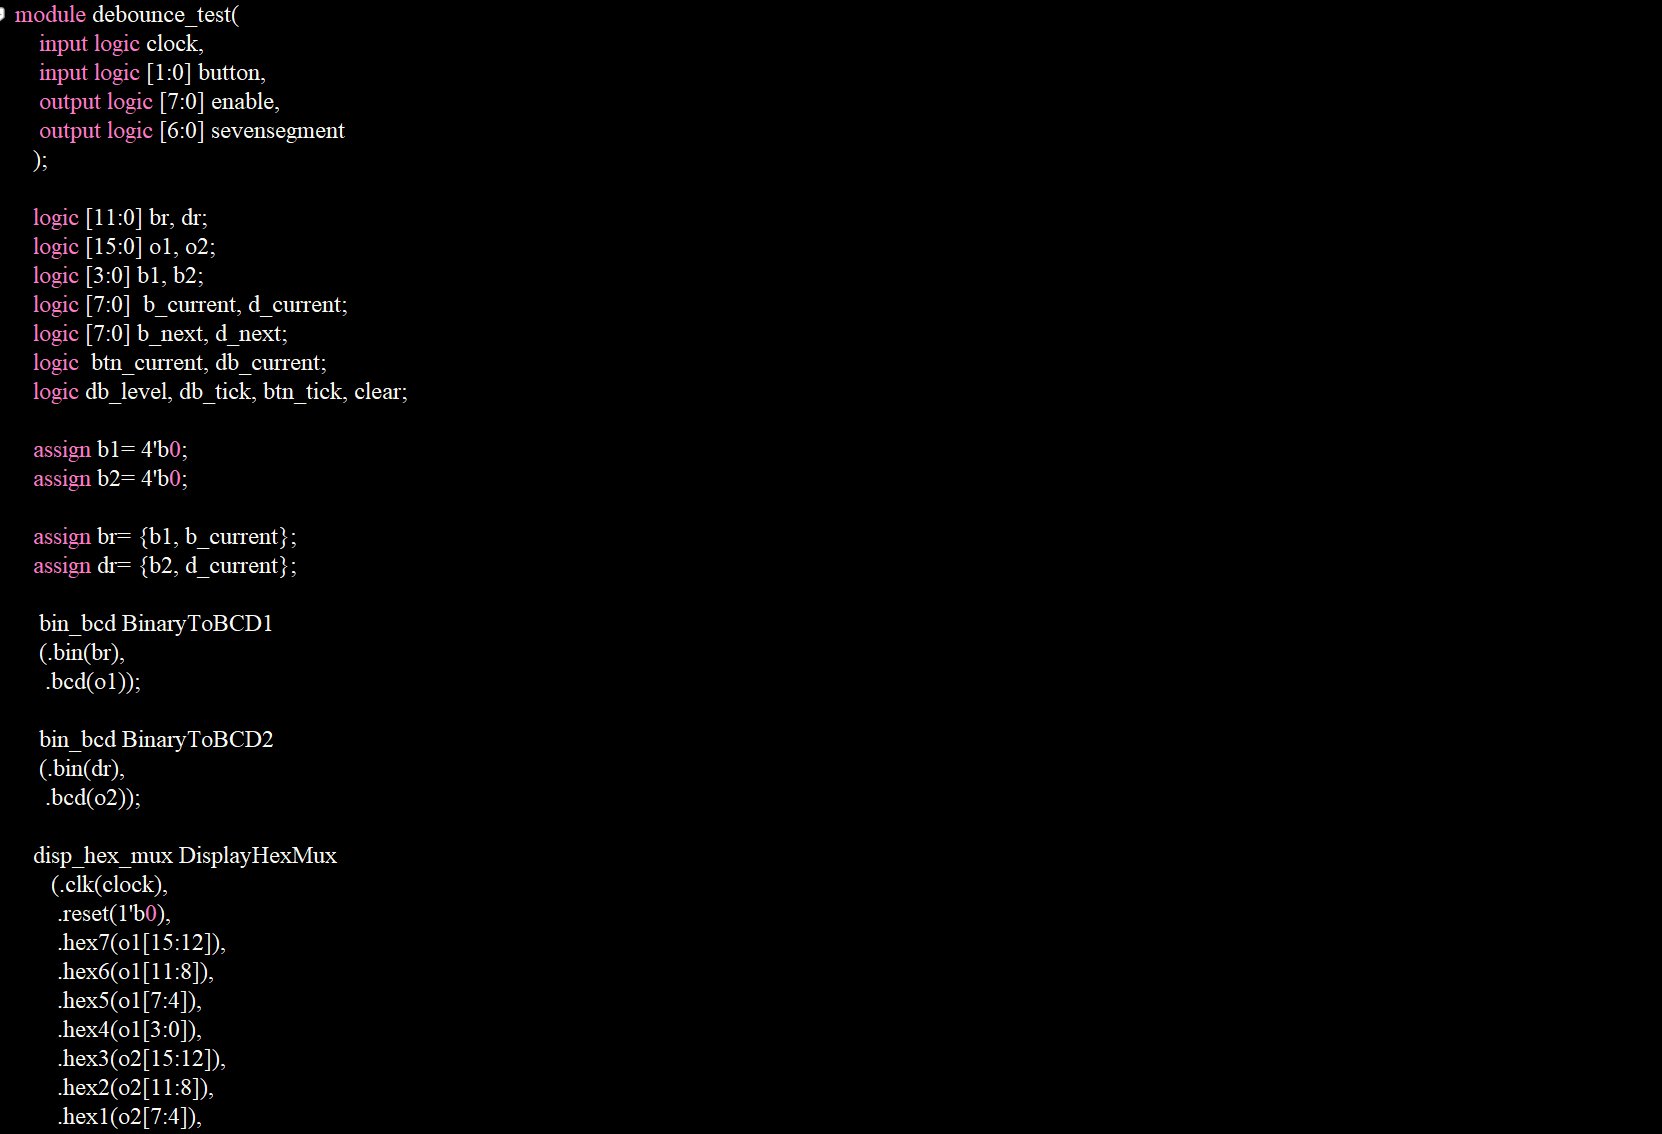 module debounce_test(
input logic clock,
input logic [1:0] button,
output logic [7:0] enable,
output logic [6:0] sevensegment
);
logic [11:0] br, dr;
logic [15:0] o1, o2;
logic [3:0] b1, b2;
logic [7:0]  b_current, d_current;
logic [7:0] b_next, d_next;
logic  btn_current, db_current;
logic db_level, db_tick, btn_tick, clear;
assign b1= 4'b0;
assign b2= 4'b0;
assign br= {b1, b_current};
assign dr= {b2, d_current};
bin_bcd BinaryToBCD1
(.bin(br),
.bcd(o1));
bin_bcd BinaryToBCD2
(.bin(dr),
.bcd(o2));
disp_hex_mux DisplayHexMux
(.clk(clock),
.reset(1'b0),
.hex7(o1[15:12]),
.hex6(o1[11:8]),
.hex5(o1[7:4]),
.hex4(o1[3:0]),
.hex3(o2[15:12]),
.hex2(o2[11:8]),
.hex1(o2[7:4]),